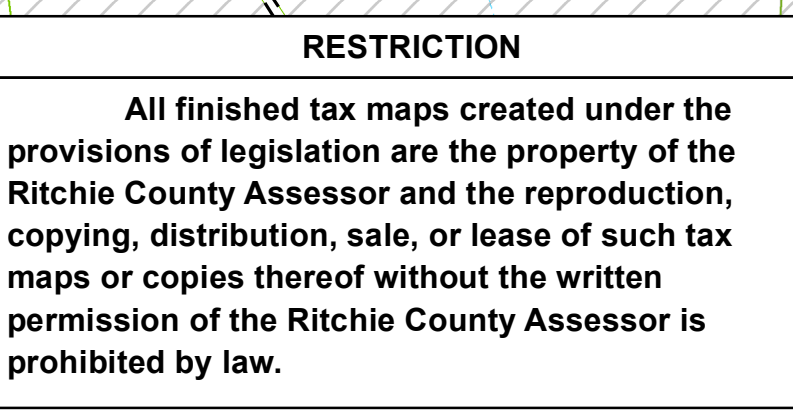 RESTRICTION
All finished tax maps created under the
provisions of legislation are the property of the
Ritchie County Assessor and the reproduction,
copying, distribution, sale, or lease of such tax
maps or copies thereof without the written
permission of the Ritchie County Assessor is
prohibited by law.